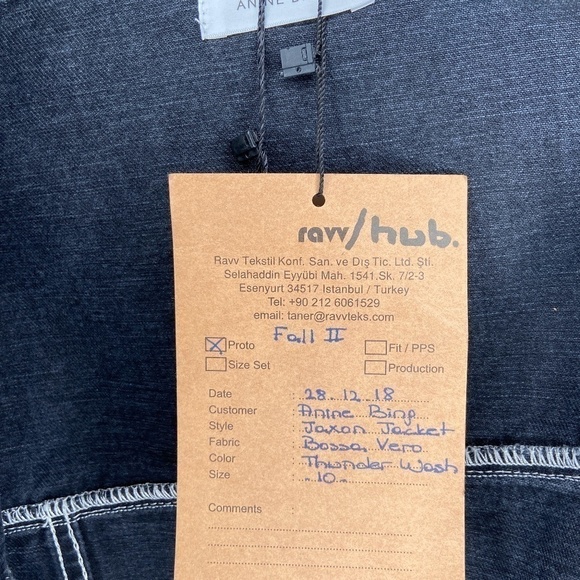 ANINE B
ravv/hub.
Ravv Tekstil Konf. San. ve Dış Tic. Ltd. Şti.
Selahaddin Eyyübi Mah. 1541.Sk. 7/2-3
Esenyurt 34517 Istanbul / Turkey
Tel: +90 212 6061529
email: taner@ravvteks.com
Fall II
Proto Fit / PPS
Size Set Production
Date : 28.12.18
Customer : Anine Bing
Style : Jaxon Jacket
Fabric : Bossa, Vero
Color : Thunder Wash
Size : 10
Comments :